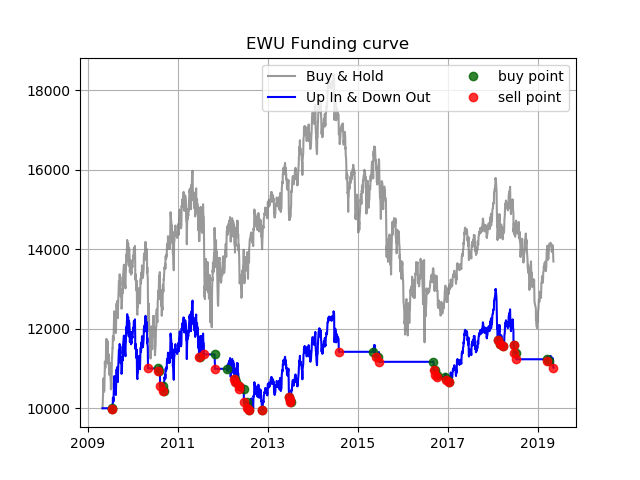 EWU Funding curve
Buy & Hold
Up In & Down Out
buy point
sell point
18000
16000
14000
12000
10000
2009
2011
2013
2015
2017
2019